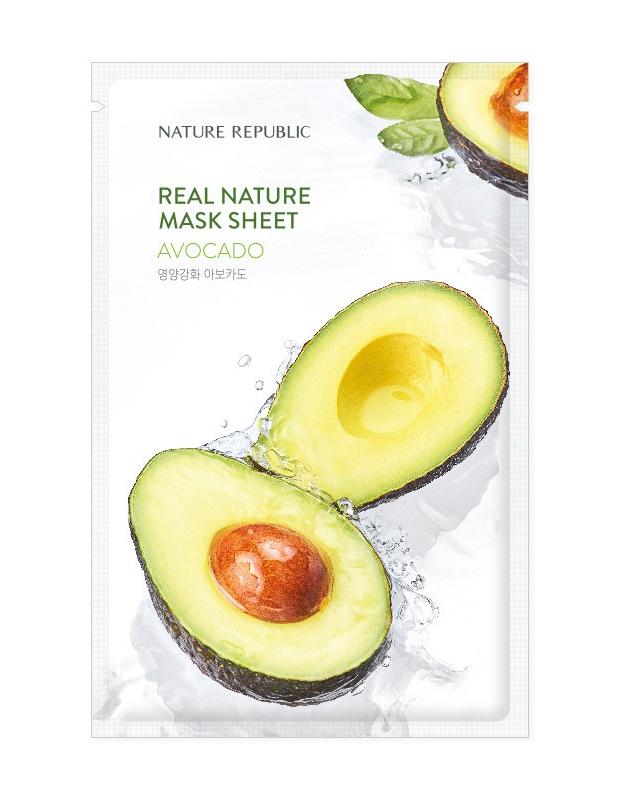 NATURE REPUBLIC
REAL NATURE
MASK SHEET
AVOCADO
영양강화 아보카도